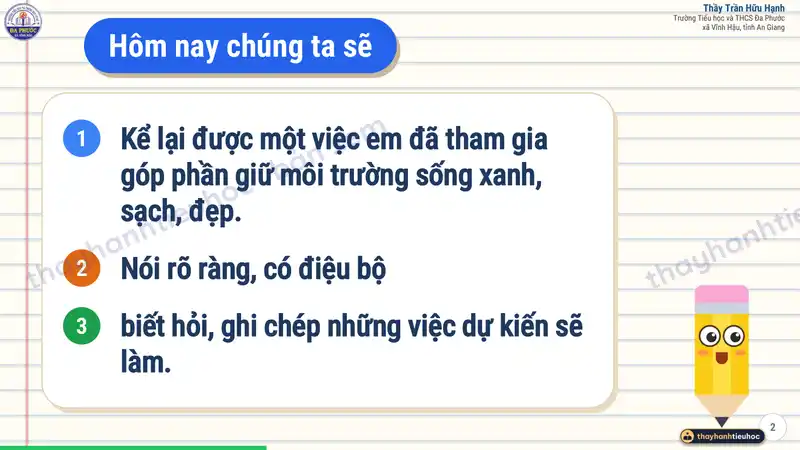 Thầy Trần Hữu Hạnh
Trường Tiểu học và THCS Đa Phước
xã Vĩnh Hậu, tỉnh An Giang
ĐA PHƯỚC
Hôm nay chúng ta sẽ
1
Kể lại được một việc em đã tham gia
góp phần giữ môi trường sống xanh,
sạch, đẹp.
2
Nói rõ ràng, có điệu bộ
3
biết hỏi, ghi chép những việc dự kiến sẽ
làm.
thayhanhtieuhoc
2